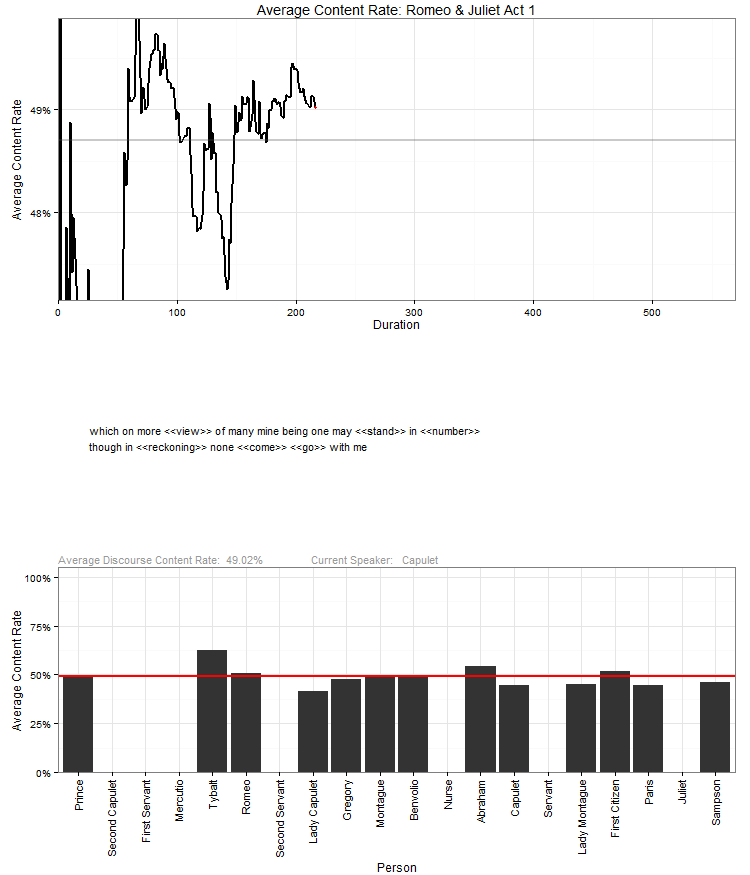 Average Content Rate: Romeo & Juliet Act 1
Average Content Rate
49%
48%
0 100 200 300 400 500
Duration
which on more <<view>> of many mine being one may <<stand>> in <<number>>
though in <<reckoning>> none <<come>> <<go>> with me
Average Discourse Content Rate: 49.02% Current Speaker: Capulet
Average Content Rate
100%
75%
50%
25%
0%
Prince
Second Capulet
First Servant
Mercutio
Tybalt
Romeo
Second Servant
Lady Capulet
Gregory
Montague
Benvolio
Nurse
Abraham
Capulet
Servant
Lady Montague
First Citizen
Paris
Juliet
Sampson
Person